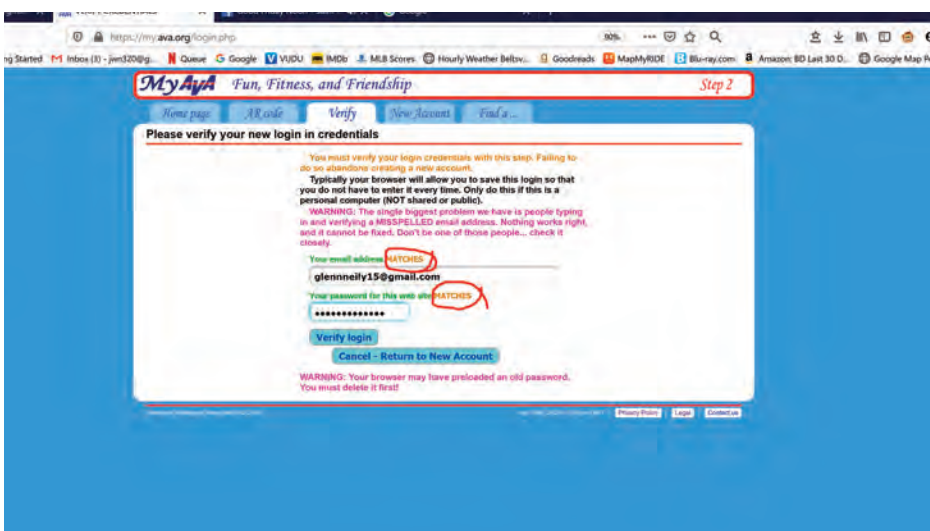 https://my.ava.org/login.php 90%
Inbox (3) - jwn320@g... Queue Google VUDU IMDb MLB Scores Hourly Weather Beltsv... Goodreads MapMyRIDE Blu-ray.com Amazon: BD Last 30 D...
MyAVA Fun, Fitness, and Friendship Step 2
Home page AR code Verify New Account Find a ...
Please verify your new login in credentials
You must verify your login credentials with this step. Failing to
do so abandons creating a new account.
Typically your browser will allow you to save this login so that
you do not have to enter it every time. Only do this if this is a
personal computer (NOT shared or public).
WARNING: The single biggest problem we have is people typing
in and verifying a MISSPELLED email address. Nothing works right,
and it cannot be fixed. Don't be one of those people... check it
closely.
Your email address MATCHES
glennneily15@gmail.com
Your password for this web site MATCHES
Verify login
Cancel - Return to New Account
WARNING: Your browser may have preloaded an old password.
You must delete it first!
Privacy Policy Legal Contact us